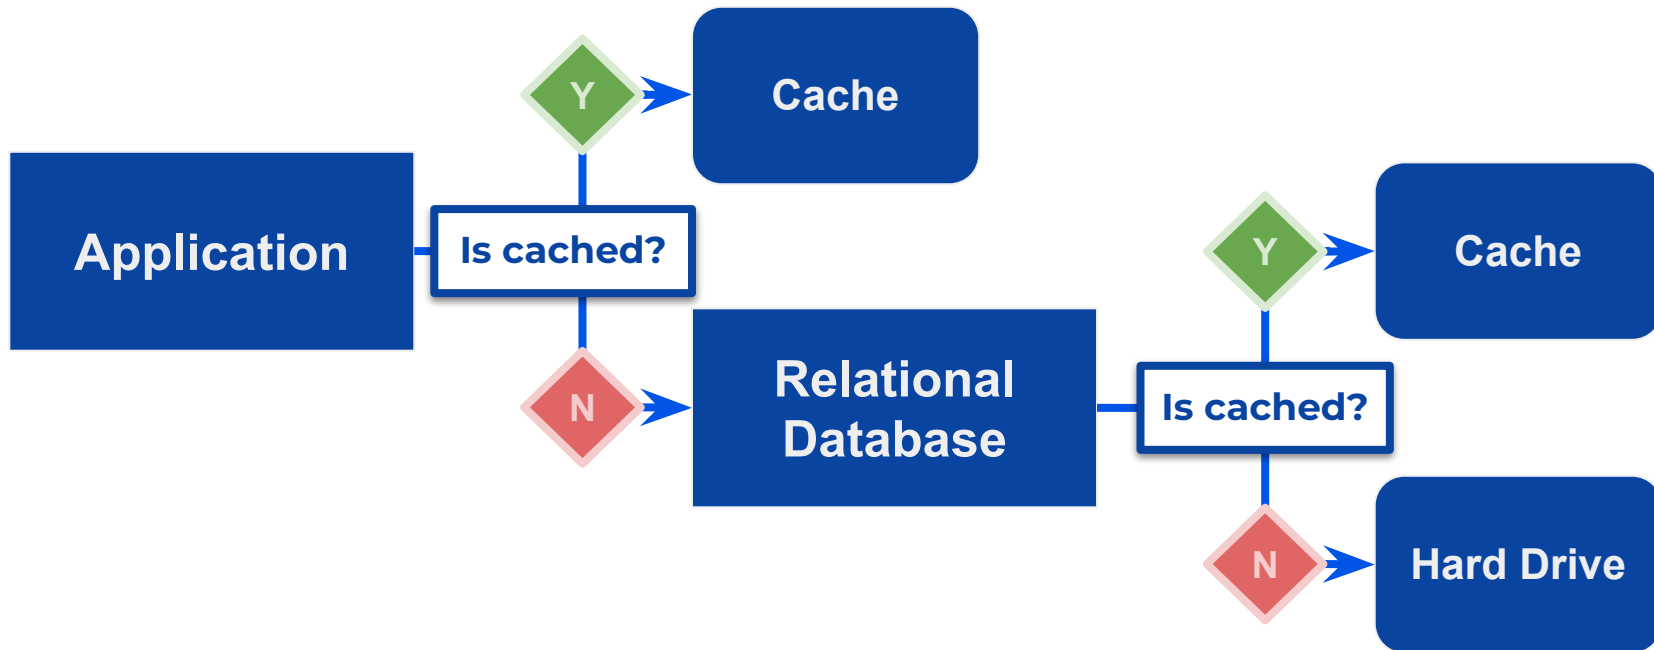 Application
Is cached?
Y
Cache
N
Relational
Database
Is cached?
Y
Cache
N
Hard Drive